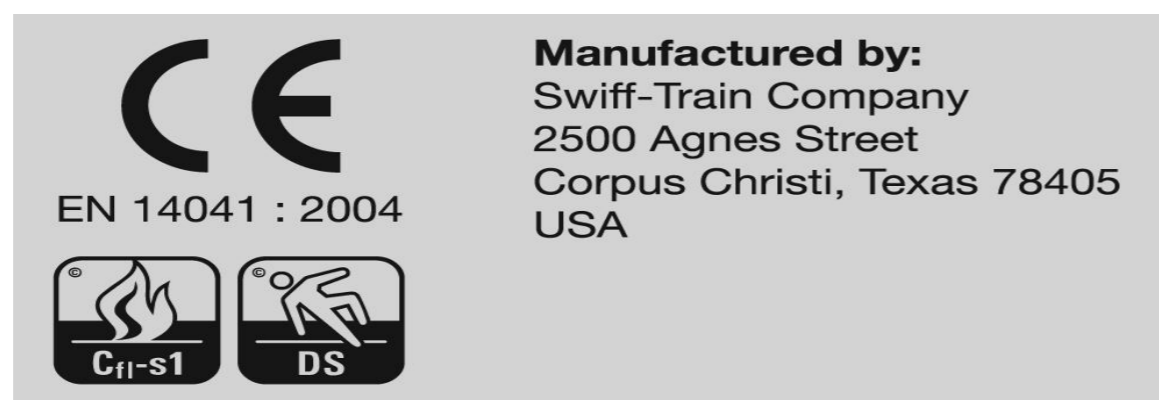 CE
EN 14041 : 2004
©
©
Cfl-s1
DS
Manufactured by:
Swiff-Train Company
2500 Agnes Street
Corpus Christi, Texas 78405
USA